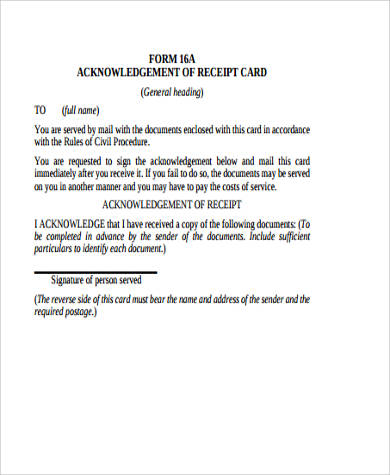 FORM 16A
ACKNOWLEDGEMENT OF RECEIPT CARD
(General heading)
TO (full name)
You are served by mail with the documents enclosed with this card in accordance
with the Rules of Civil Procedure.
You are requested to sign the acknowledgement below and mail this card
immediately after you receive it. If you fail to do so, the documents may be served
on you in another manner and you may have to pay the costs of service.
ACKNOWLEDGEMENT OF RECEIPT
I ACKNOWLEDGE that I have received a copy of the following documents: (To
be completed in advance by the sender of the documents. Include sufficient
particulars to identify each document.)
Signature of person served
(The reverse side of this card must bear the name and address of the sender and the
required postage.)